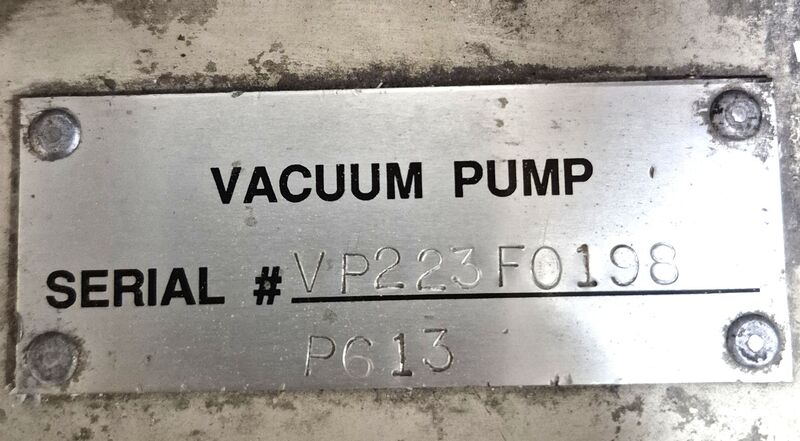 VACUUM PUMP
SERIAL # VP223F0198
P613